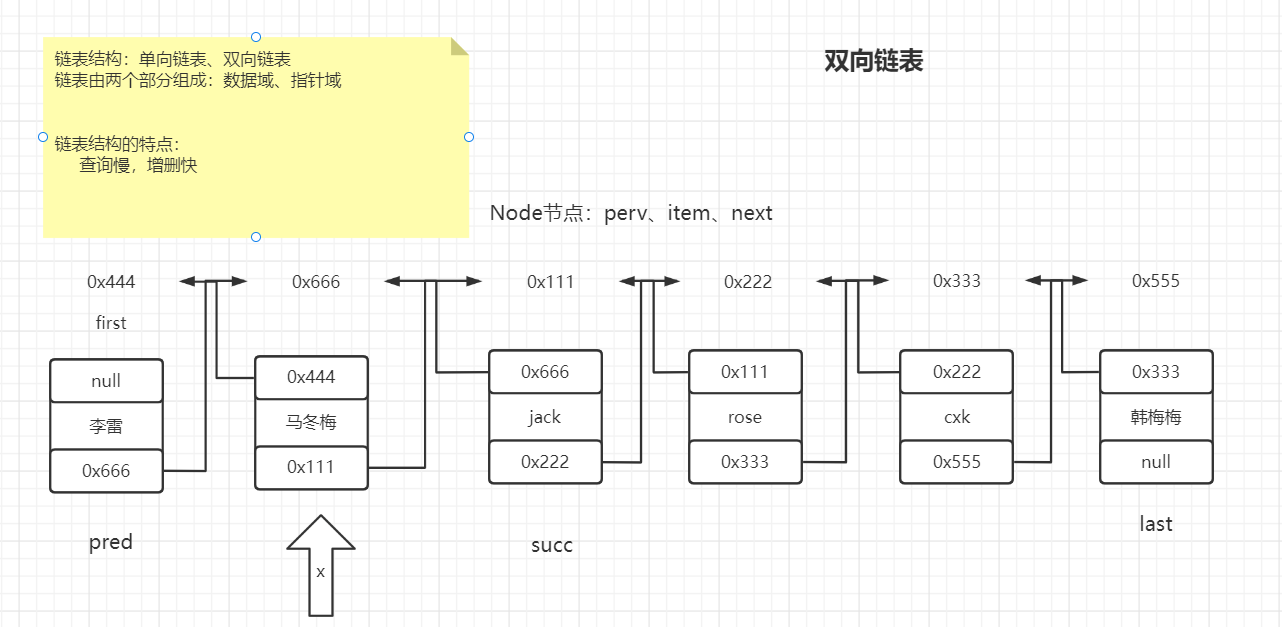 双向链表
链表结构：单向链表、双向链表
链表由两个部分组成：数据域、指针域
链表结构的特点：
查询慢，增删快
Node节点：perv、item、next
0x444 0x666 0x111 0x222 0x333 0x555
first
null 0x444 0x666 0x111 0x222 0x333
李雷 马冬梅 jack rose cxk 韩梅梅
0x666 0x111 0x222 0x333 0x555 null
pred succ last
x